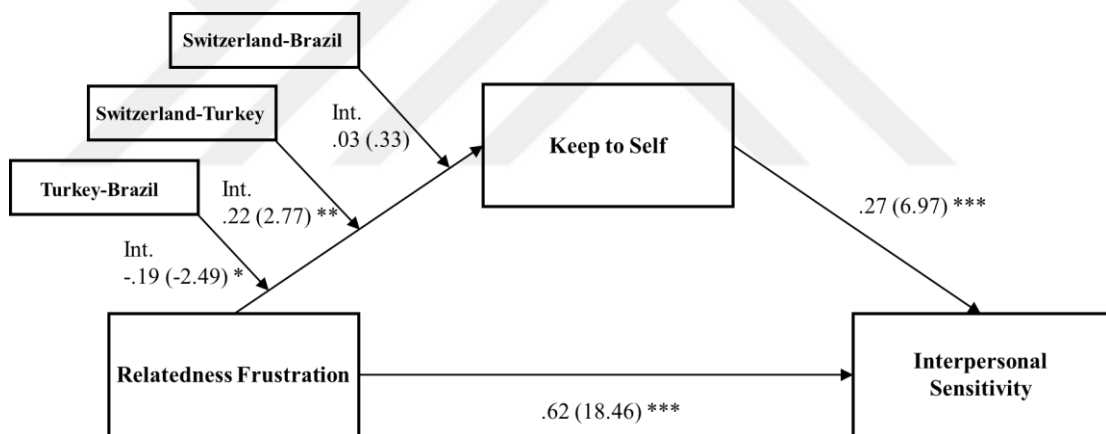 Switzerland-Brazil
Switzerland-Turkey
Turkey-Brazil
Int.
.03 (.33)
Int.
.22 (2.77) **
Int.
-.19 (-2.49) *
Keep to Self
.27 (6.97) ***
Relatedness Frustration
.62 (18.46) ***
Interpersonal
Sensitivity